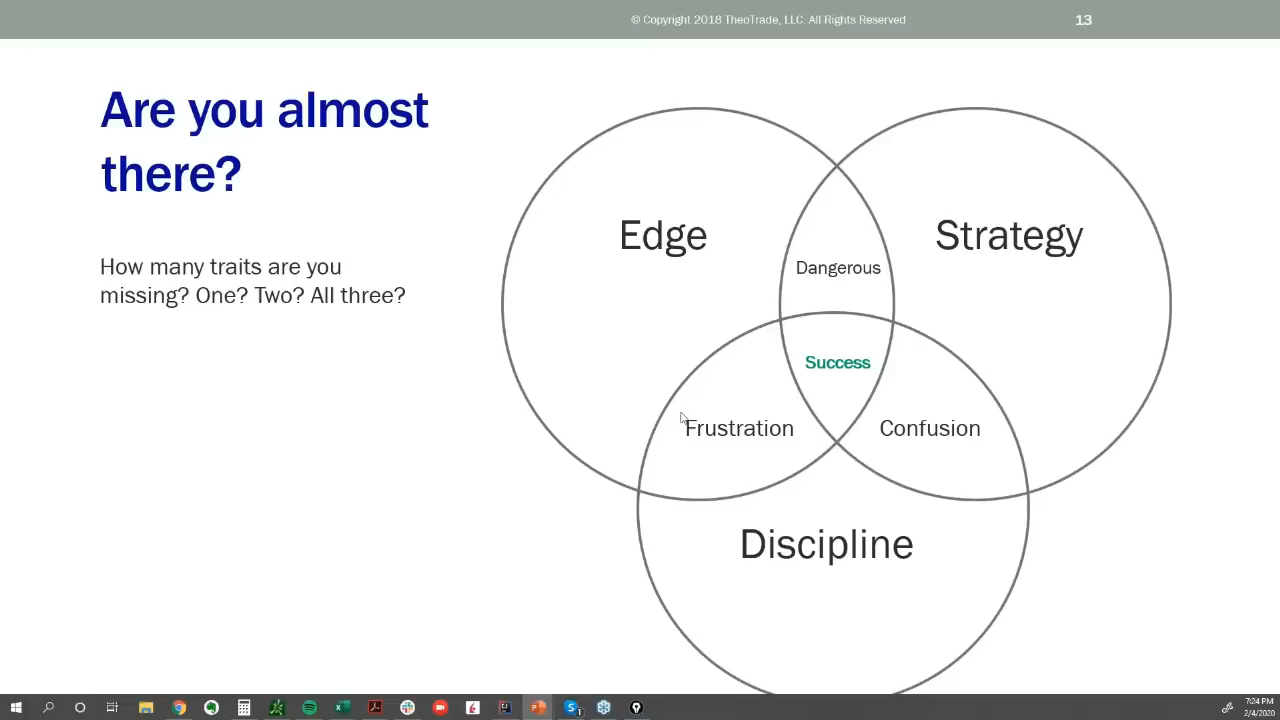 © Copyright 2018 TheoTrade, LLC. All Rights Reserved
13
Are you almost
there?
How many traits are you
missing? One? Two? All three?
Edge
Strategy
Dangerous
Success
Frustration
Confusion
Discipline
7:24 PM
2/4/2020